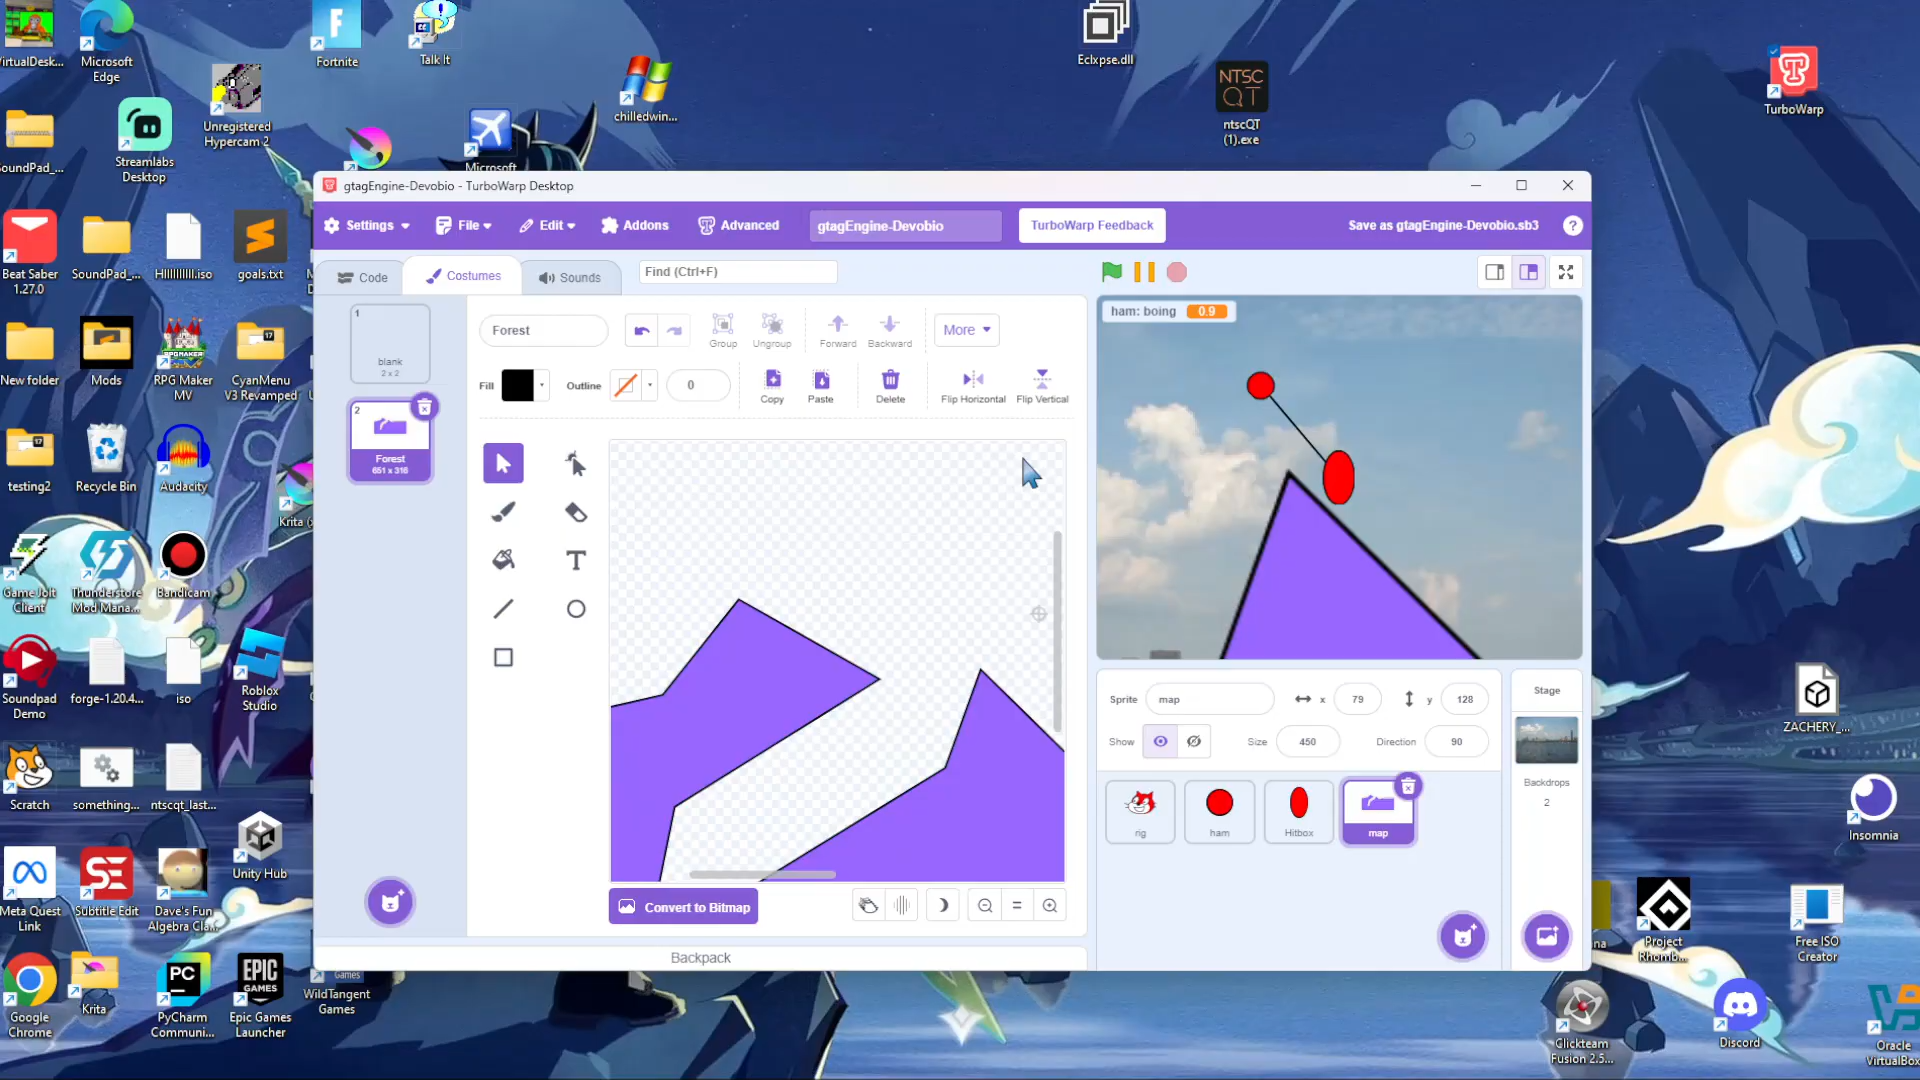 VirtualDesk...
Microsoft
Edge
Fortnite
Talk It
Unregistered
Hypercam 2
Streamlabs
Desktop
SoundPad_...
Microsoft
chilledwin...
Eclxpse.dll
NTSC
QT
ntscQT
(1).exe
TurboWarp
Beat Saber
1.27.0
SoundPad_...
HIIIIIIIIII.iso
goals.txt
New folder
Mods
RPG Maker
MV
CyanMenu
V3 Revamped
testing2
Recycle Bin
Audacity
Krita (
Game Jolt
Client
Thunderstore
Mod Mana...
Bandicam
Soundpad
Demo
forge-1.20.4...
iso
Roblox
Studio
Scratch
something...
ntscqt_last...
Unity Hub
Meta Quest
Link
Subtitle Edit
Dave's Fun
Algebra Cla...
Google
Chrome
Krita
PyCharm
Communi...
EPIC
GAMES
Epic Games
Launcher
Games
WildTangent
Games
gtagEngine-Devobio - TurboWarp Desktop
Settings
File
Edit
Addons
Advanced
gtagEngine-Devobio
TurboWarp Feedback
Save as gtagEngine-Devobio.sb3
?
Code
Costumes
Sounds
Find (Ctrl+F)
1
blank
2 x 2
2
Forest
651 x 316
Forest
Group
Ungroup
Forward
Backward
More
Fill
Outline
0
Copy
Paste
Delete
Flip Horizontal
Flip Vertical
T
Convert to Bitmap
Backpack
ham: boing 0.9
Sprite
map
x
79
y
128
Show
Size
450
Direction
90
rig
ham
Hitbox
map
Stage
Backdrops
2
ZACHERY_...
Insomnia
Project
Rhomb...
Free ISO
Creator
Clickteam
Fusion 2.5...
Discord
Oracle
VirtualBox